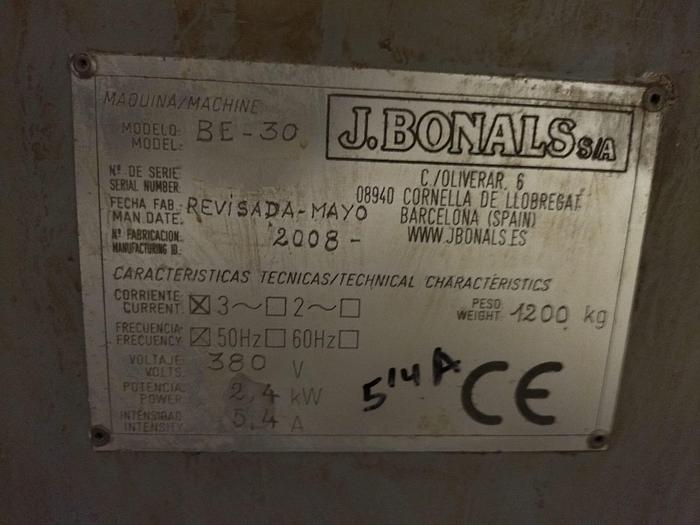 MAQUINA/MACHINE
MODELO:
MODEL: BE-30
J.BONALS S/A
Nº DE SERIE
SERIAL NUMBER
C/OLIVERAR, 6
08940 CORNELLA DE LLOBREGAT
BARCELONA (SPAIN)
WWW.JBONALS.ES
FECHA FAB.:
MAN.DATE: REVISADA-MAYO
2008-
Nº FABRICACION:
MANUFACTURING ID.:
CARACTERISTICAS TECNICAS/TECHNICAL CHARACTERISTICS
CORRIENTE:
CURRENT: ☒ 3~ ☐ 2~ ☐
PESO:
WEIGHT: 1200 kg
FRECUENCIA:
FRECUENCY: ☒ 50Hz ☐ 60Hz ☐
VOLTAJE:
VOLTS.: 380 V
POTENCIA:
POWER: 2,4 kW
INTENSIDAD:
INTENSITY: 5,4 A
5'4 A
CE